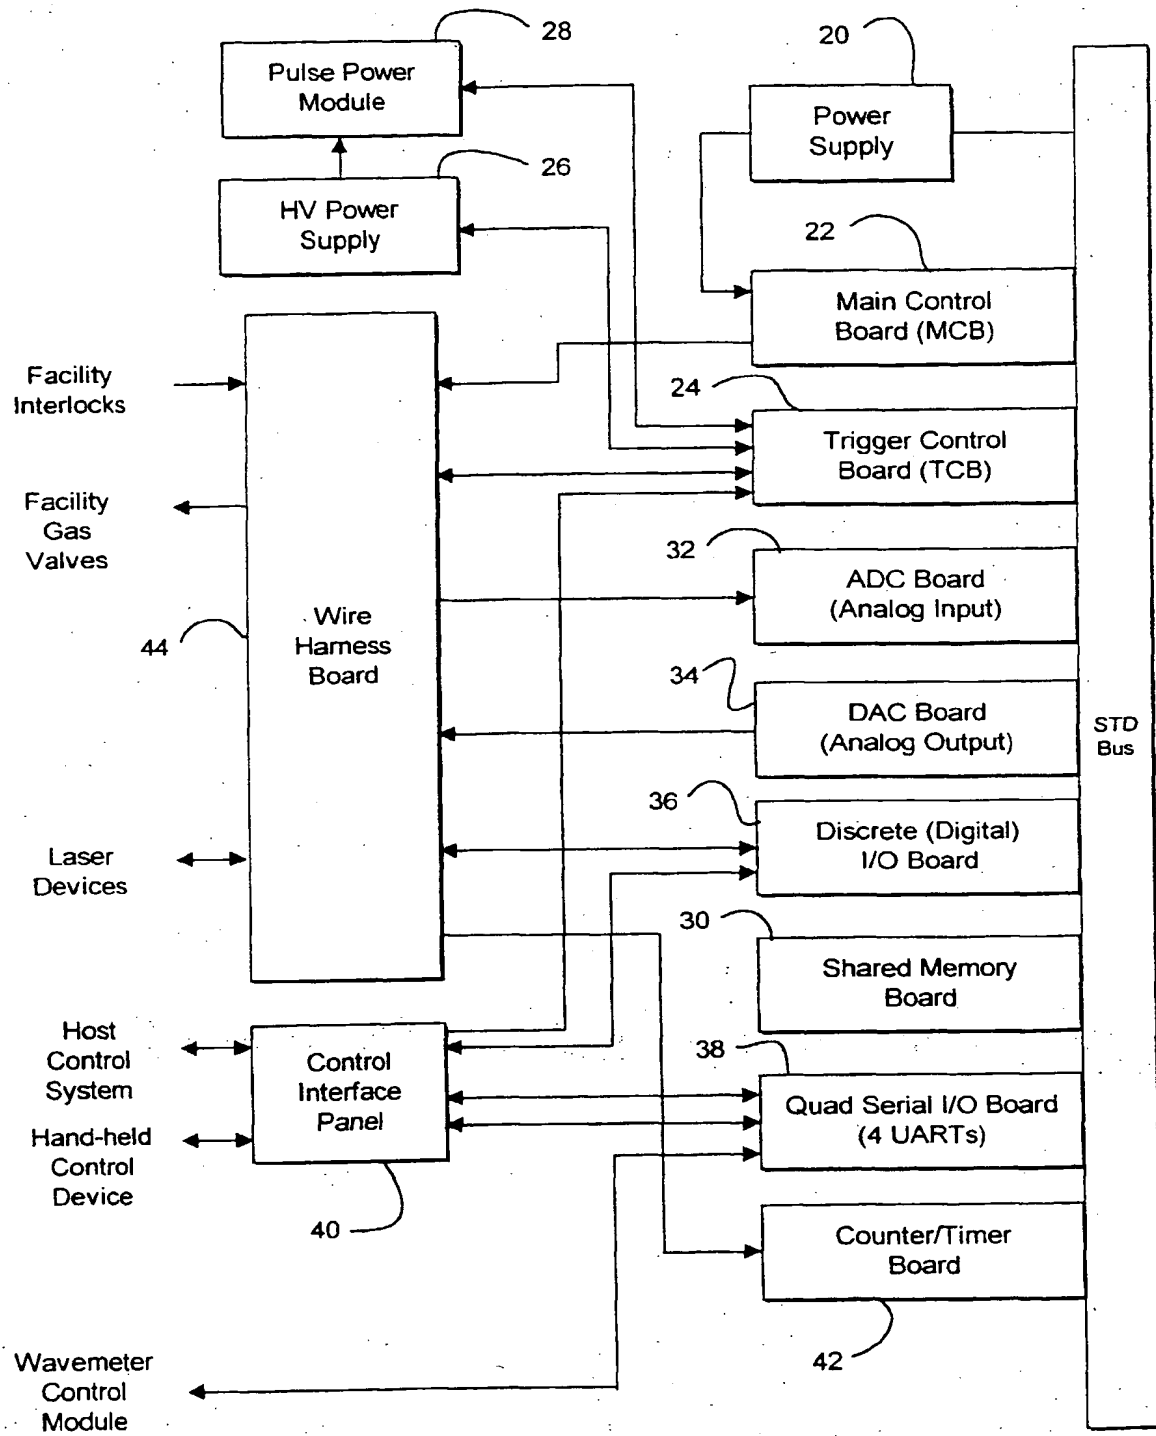 28
Pulse Power
Module
20
Power
Supply
26
HV Power
Supply
22
Main Control
Board (MCB)
Facility
Interlocks
24
Trigger Control
Board (TCB)
Facility
Gas
Valves
32
ADC Board
(Analog Input)
44
Wire
Harness
Board
34
DAC Board
(Analog Output)
STD
Bus
36
Discrete (Digital)
I/O Board
Laser
Devices
30
Shared Memory
Board
Host
Control
System
Control
Interface
Panel
38
Quad Serial I/O Board
(4 UARTs)
Hand-held
Control
Device
40
Counter/Timer
Board
42
Wavemeter
Control
Module